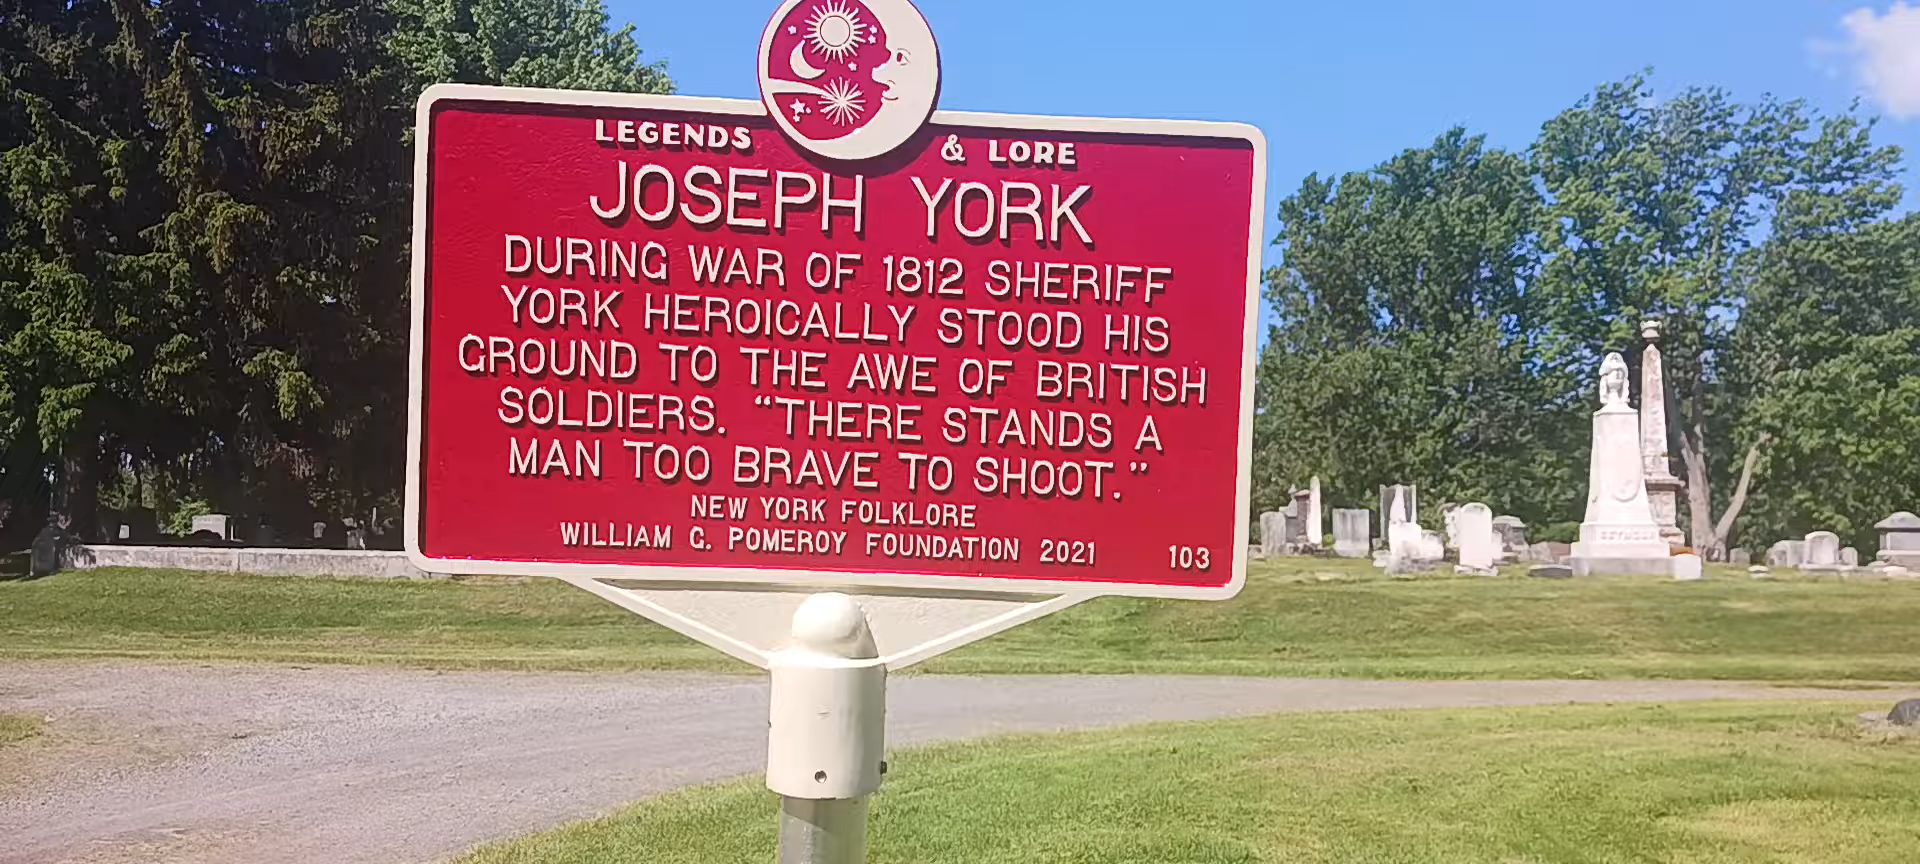 LEGENDS & LORE
JOSEPH YORK
DURING WAR OF 1812 SHERIFF
YORK HEROICALLY STOOD HIS
GROUND TO THE AWE OF BRITISH
SOLDIERS. “THERE STANDS A
MAN TOO BRAVE TO SHOOT.”
NEW YORK FOLKLORE
WILLIAM G. POMEROY FOUNDATION 2021 103